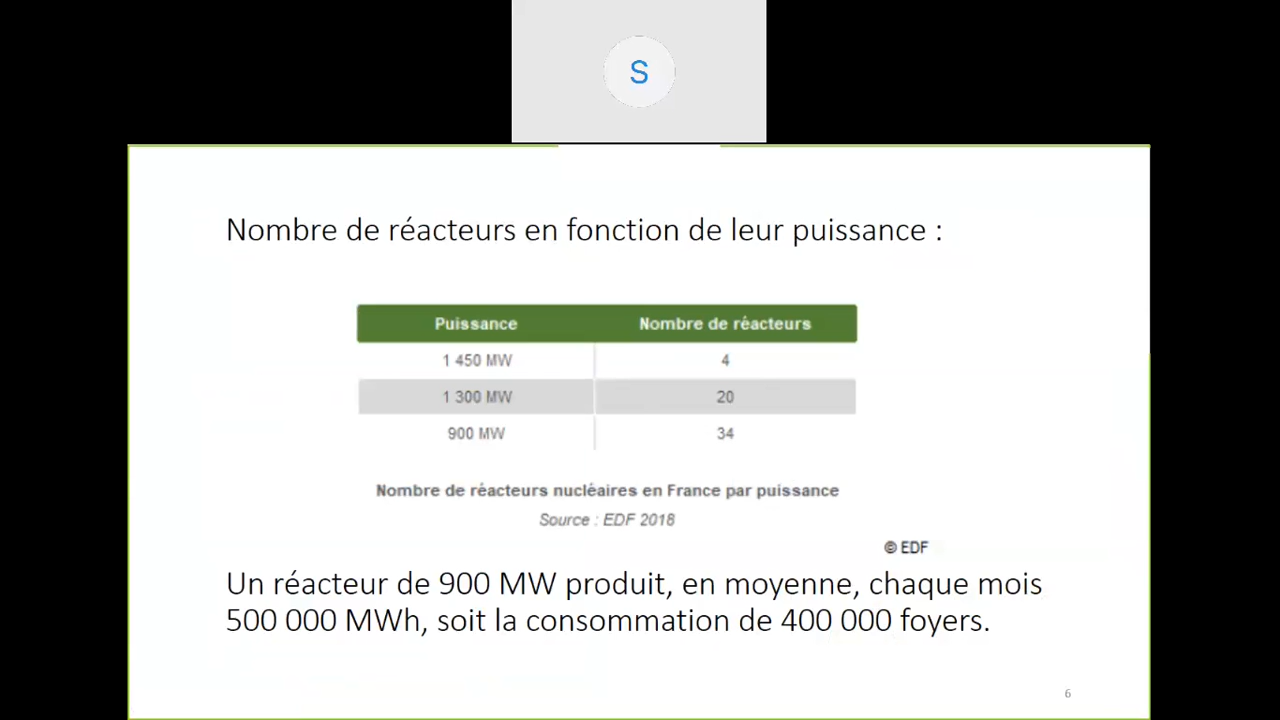 S
Nombre de réacteurs en fonction de leur puissance :
Puissance Nombre de réacteurs
1 450 MW 4
1 300 MW 20
900 MW 34
Nombre de réacteurs nucléaires en France par puissance
Source : EDF 2018
© EDF
Un réacteur de 900 MW produit, en moyenne, chaque mois
500 000 MWh, soit la consommation de 400 000 foyers.
6